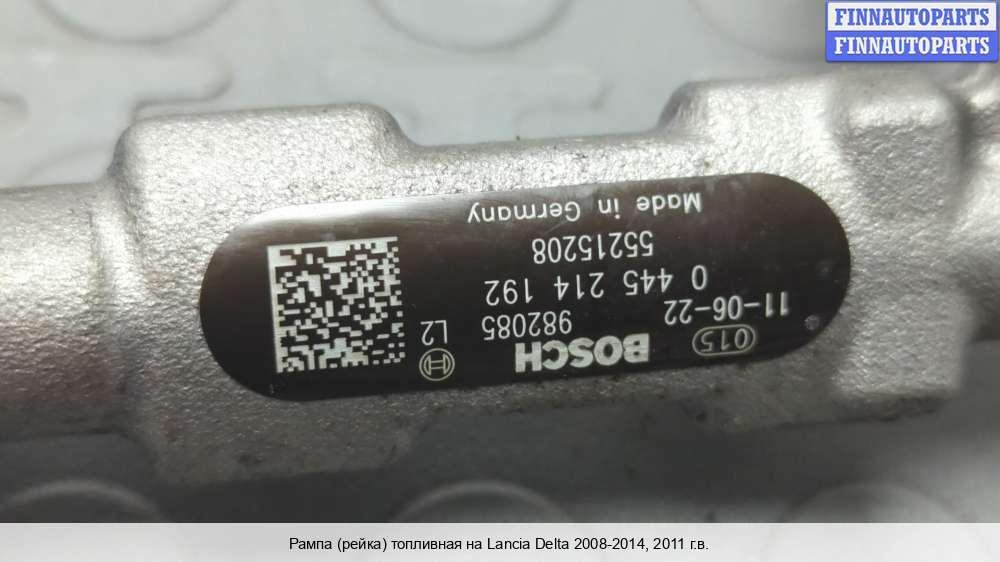 FINNAUTOPARTS
FINNAUTOPARTS
015
BOSCH
11-06-22
982085
L2
0 445 214 192
55215208
Made in Germany
Рампа (рейка) топливная на Lancia Delta 2008-2014, 2011 г.в.